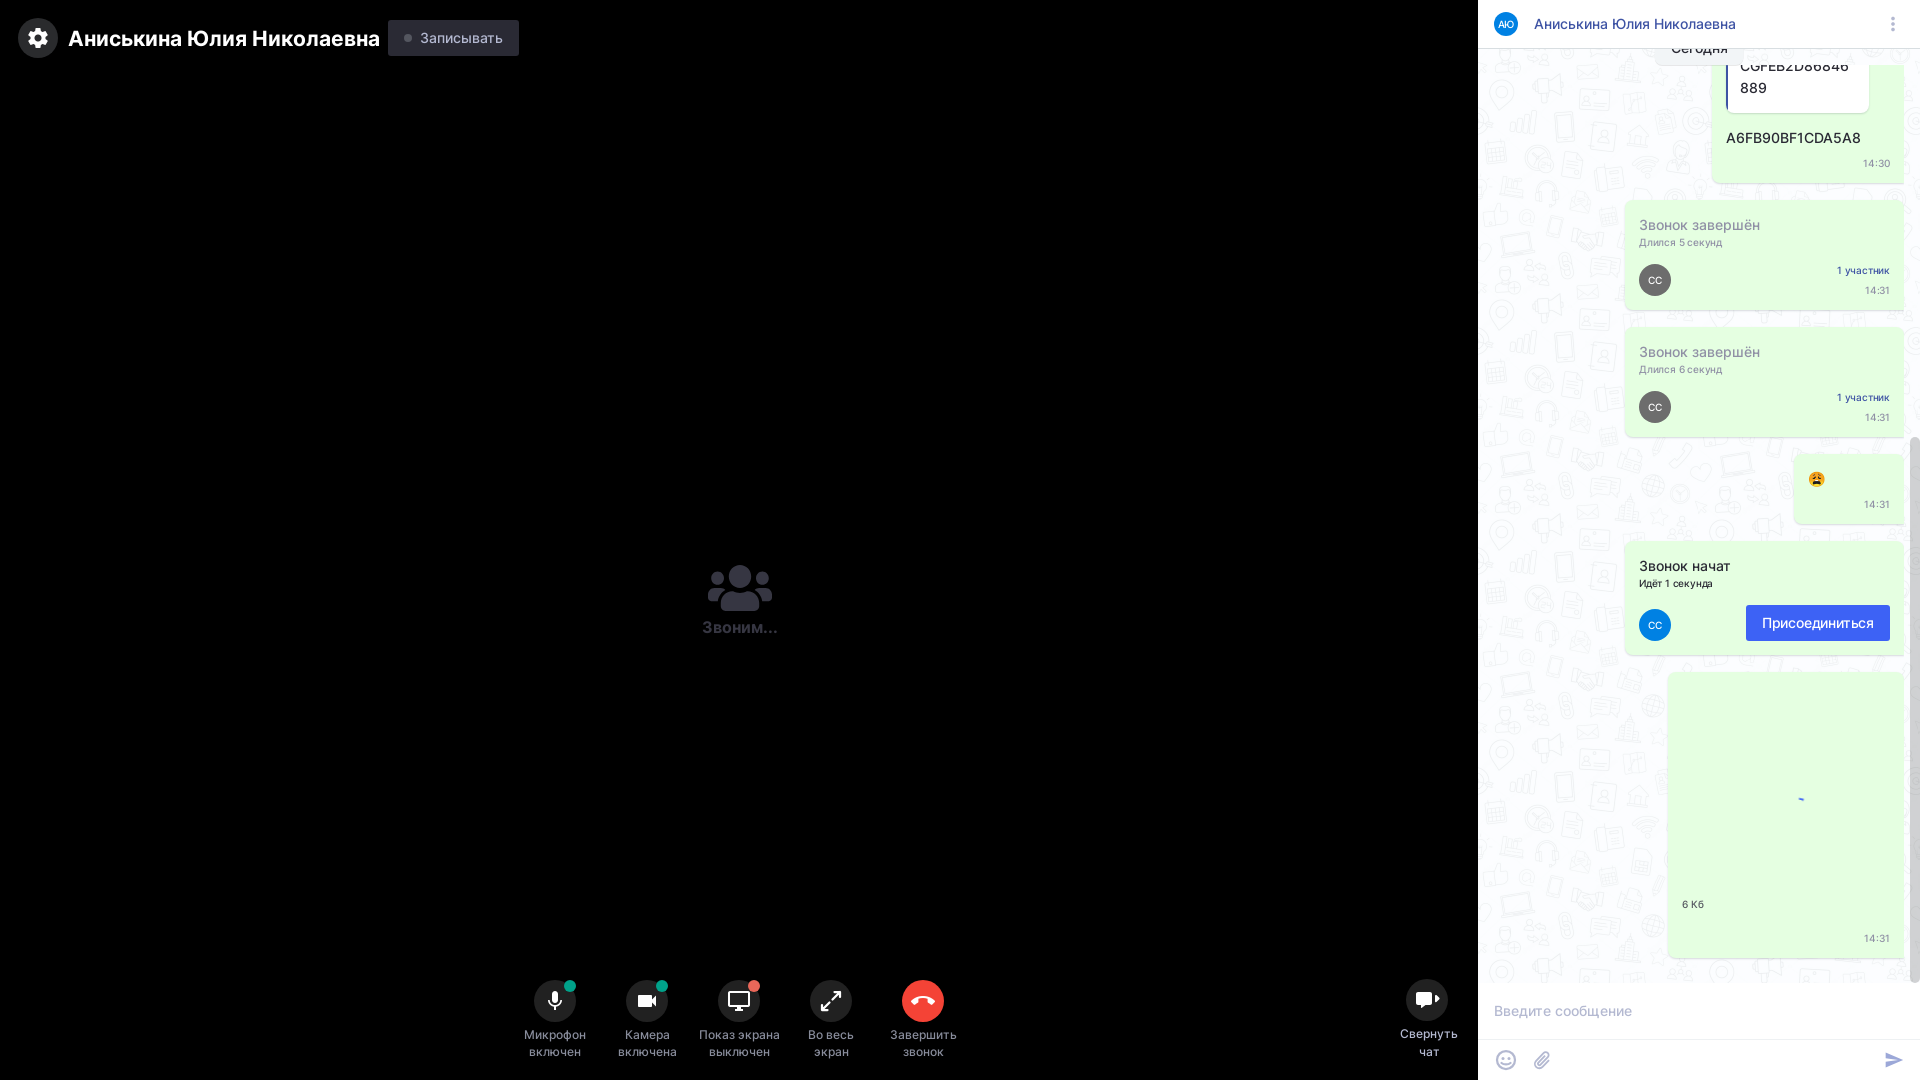 Аниськина Юлия Николаевна
Записывать
Звоним...
Микрофон
включен
Камера
включена
Показ экрана
выключен
Во весь
экран
Завершить
звонок
Свернуть
чат
АЮ
Аниськина Юлия Николаевна
Сегодня
CGFEB2D86846
889
A6FB90BF1CDA5A8
14:30
Звонок завершён
Длился 5 секунд
СС
1 участник
14:31
Звонок завершён
Длился 6 секунд
СС
1 участник
14:31
14:31
Звонок начат
Идёт 1 секунда
СС
Присоединиться
6 Кб
14:31
Введите сообщение